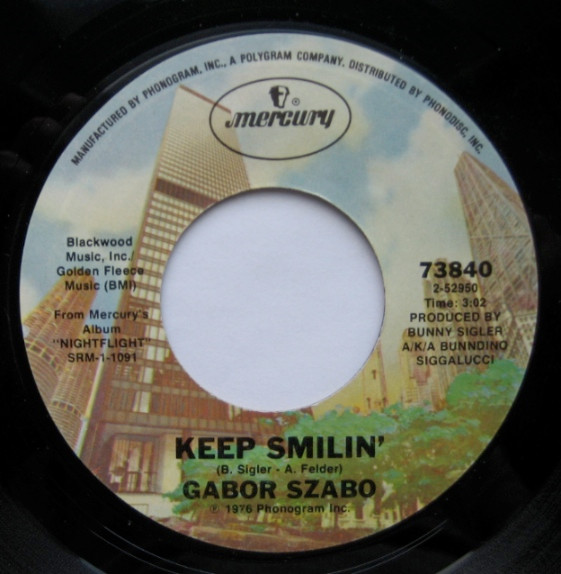 MANUFACTURED BY PHONOGRAM, INC., A POLYGRAM COMPANY. DISTRIBUTED BY PHONODISC, INC.
mercury ®
Blackwood
Music, Inc./
Golden Fleece
Music (BMI)
From Mercury's
Album
"NIGHTFLIGHT"
SRM-1-1091
73840
2-52950
Time: 3:02
PRODUCED BY
BUNNY SIGLER
A/K/A BUNNDINO
SIGGALUCCI
KEEP SMILIN'
(B. Sigler - A. Felder)
GABOR SZABO
℗ 1976 Phonogram Inc.